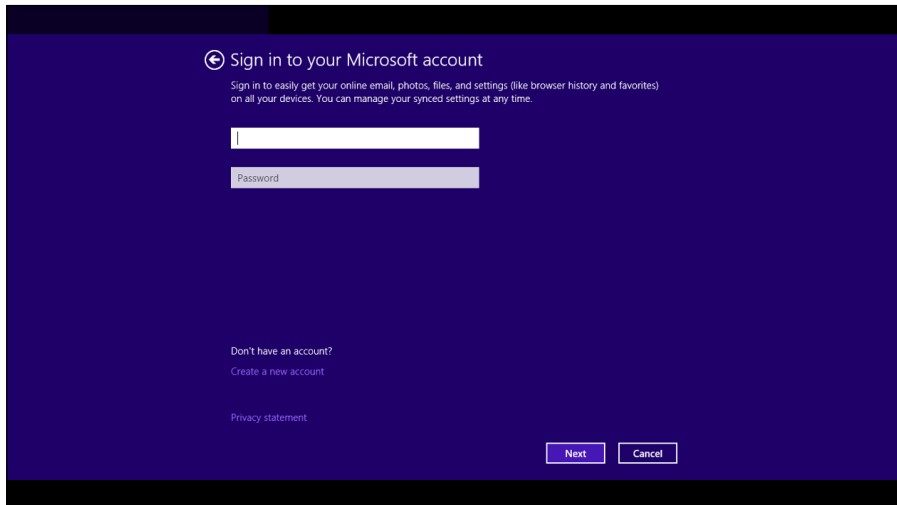 Sign in to your Microsoft account
Sign in to easily get your online email, photos, files, and settings (like browser history and favorites)
on all your devices. You can manage your synced settings at any time.
Password
Don't have an account?
Create a new account
Privacy statement
Next Cancel